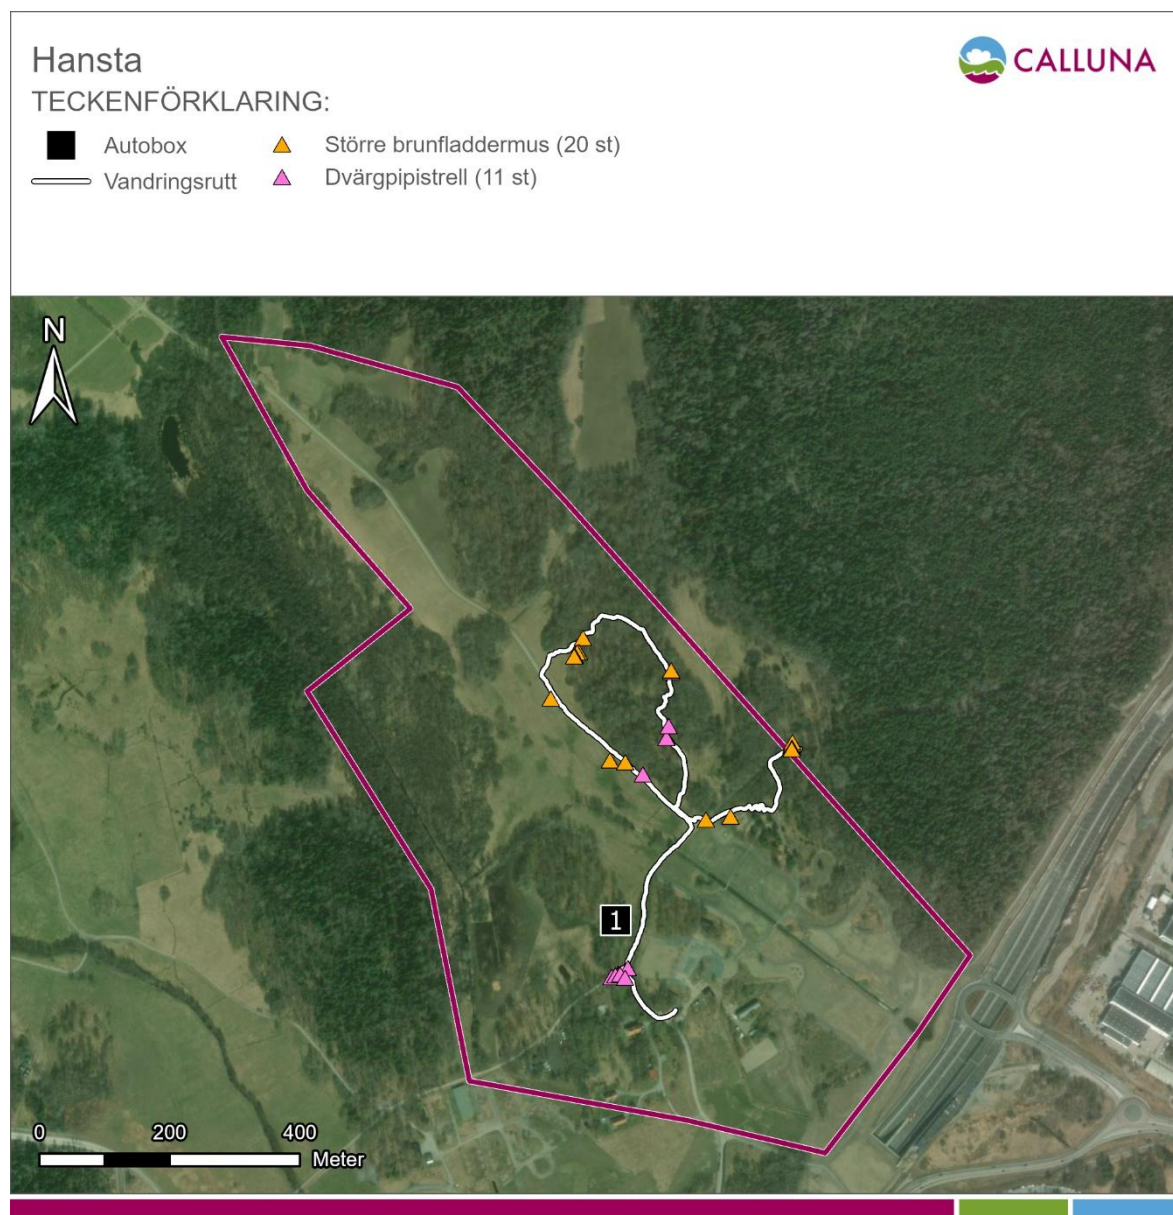 Hansta
CALLUNA
TECKENFÖRKLARING:
Autobox
Större brunfladdermus (20 st)
Vandringsrutt
Dvärgpipistrell (11 st)
N
1
0 200 400
Meter